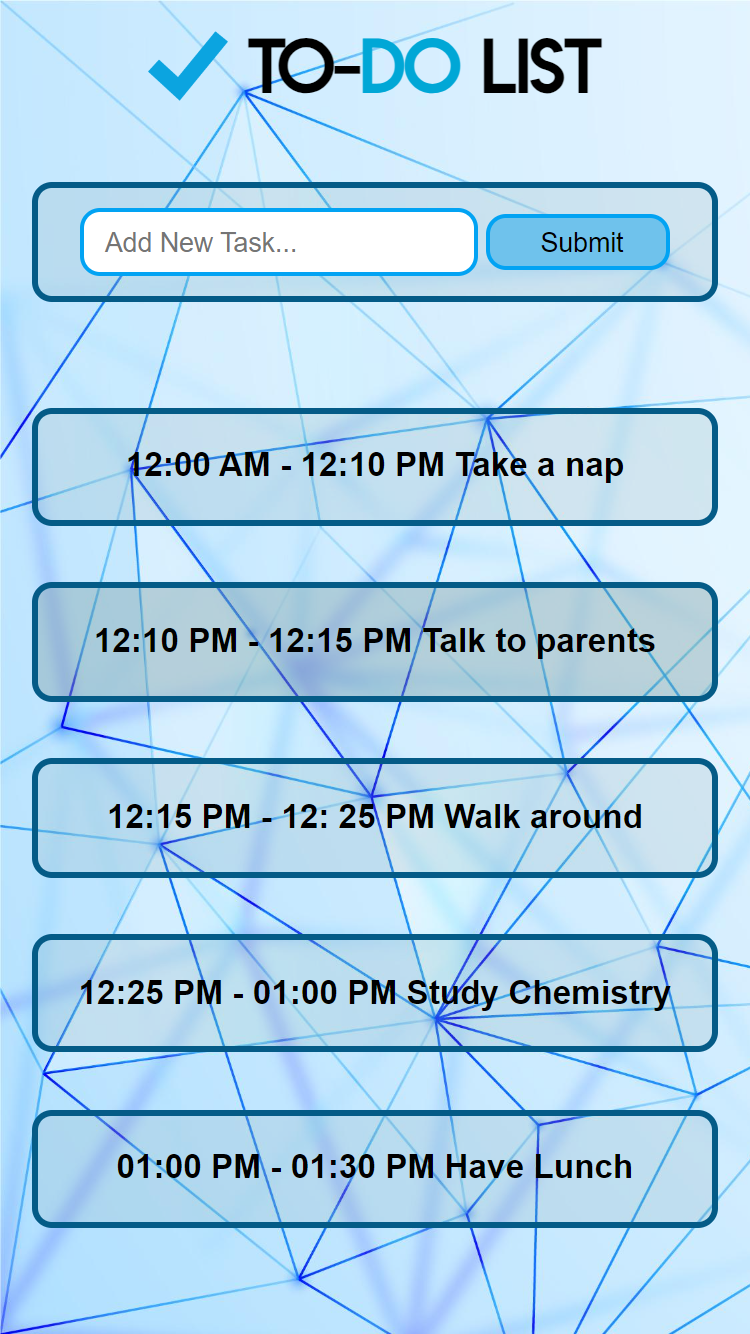 TO-DO LIST
Add New Task...
Submit
12:00 AM - 12:10 PM Take a nap
12:10 PM - 12:15 PM Talk to parents
12:15 PM - 12: 25 PM Walk around
12:25 PM - 01:00 PM Study Chemistry
01:00 PM - 01:30 PM Have Lunch